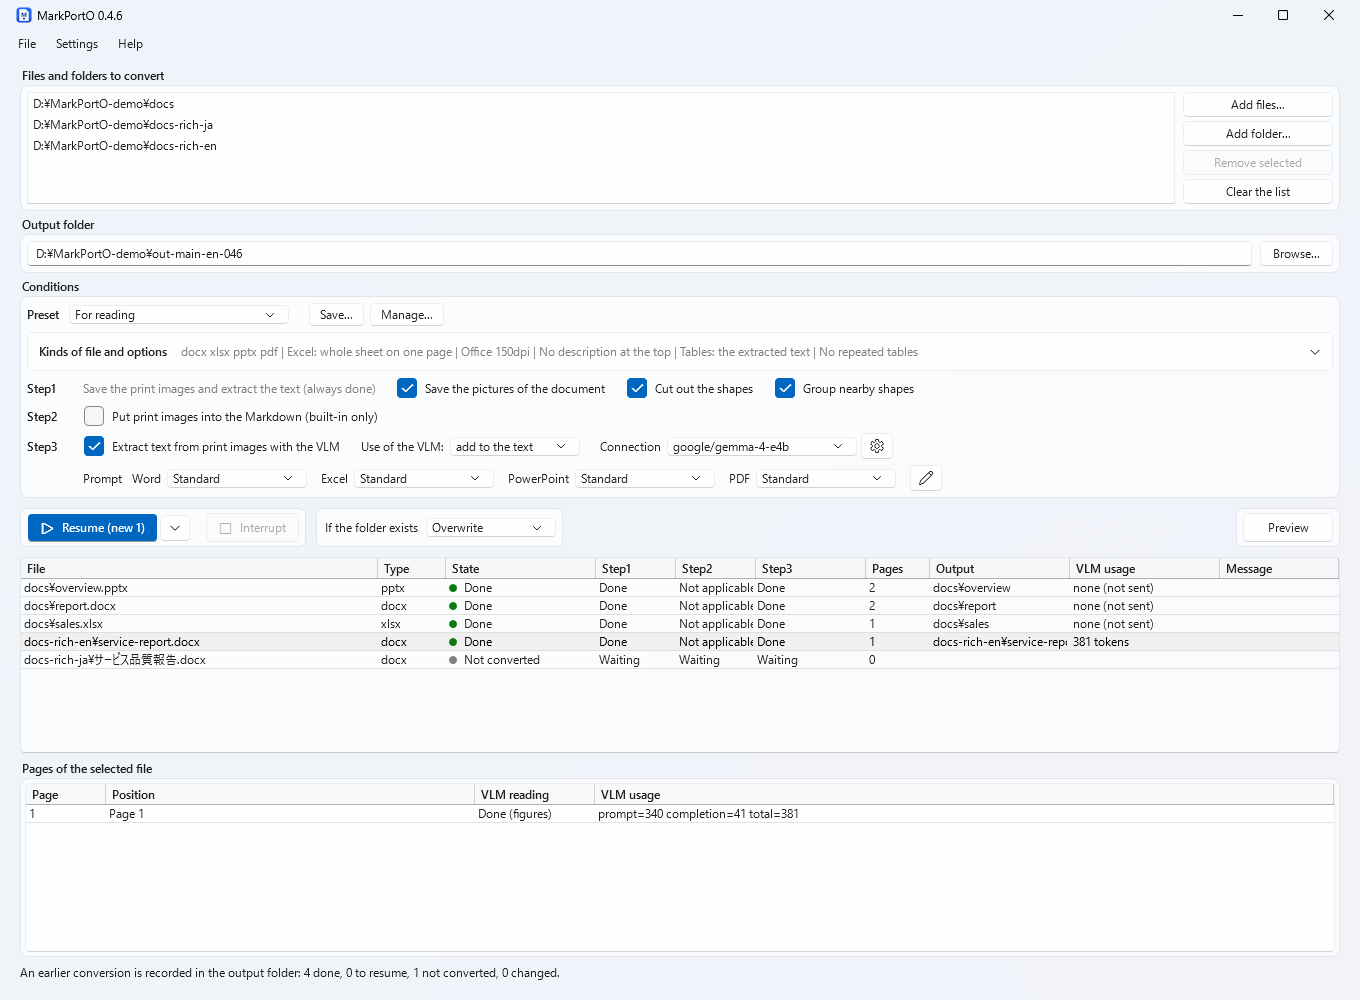 MarkPortO 0.4.6
File Settings Help
Files and folders to convert
D:¥MarkPortO-demo¥docs
D:¥MarkPortO-demo¥docs-rich-ja
D:¥MarkPortO-demo¥docs-rich-en
Add files...
Add folder...
Remove selected
Clear the list
Output folder
D:¥MarkPortO-demo¥out-main-en-046 Browse...
Conditions
Preset For reading Save... Manage...
Kinds of file and options docx xlsx pptx pdf | Excel: whole sheet on one page | Office 150dpi | No description at the top | Tables: the extracted text | No repeated tables
Step1 Save the print images and extract the text (always done) Save the pictures of the document Cut out the shapes Group nearby shapes
Step2 Put print images into the Markdown (built-in only)
Step3 Extract text from print images with the VLM Use of the VLM: add to the text Connection google/gemma-4-e4b
Prompt Word Standard Excel Standard PowerPoint Standard PDF Standard
Resume (new 1) Interrupt If the folder exists Overwrite Preview
File Type State Step1 Step2 Step3 Pages Output VLM usage Message
docs¥overview.pptx pptx Done Done Not applicable Done 2 docs¥overview none (not sent)
docs¥report.docx docx Done Done Not applicable Done 2 docs¥report none (not sent)
docs¥sales.xlsx xlsx Done Done Not applicable Done 1 docs¥sales none (not sent)
docs-rich-en¥service-report.docx docx Done Done Not applicable Done 1 docs-rich-en¥service-repo 381 tokens
docs-rich-ja¥サービス品質報告.docx docx Not converted Waiting Waiting Waiting 0
Pages of the selected file
Page Position VLM reading VLM usage
1 Page 1 Done (figures) prompt=340 completion=41 total=381
An earlier conversion is recorded in the output folder: 4 done, 0 to resume, 1 not converted, 0 changed.